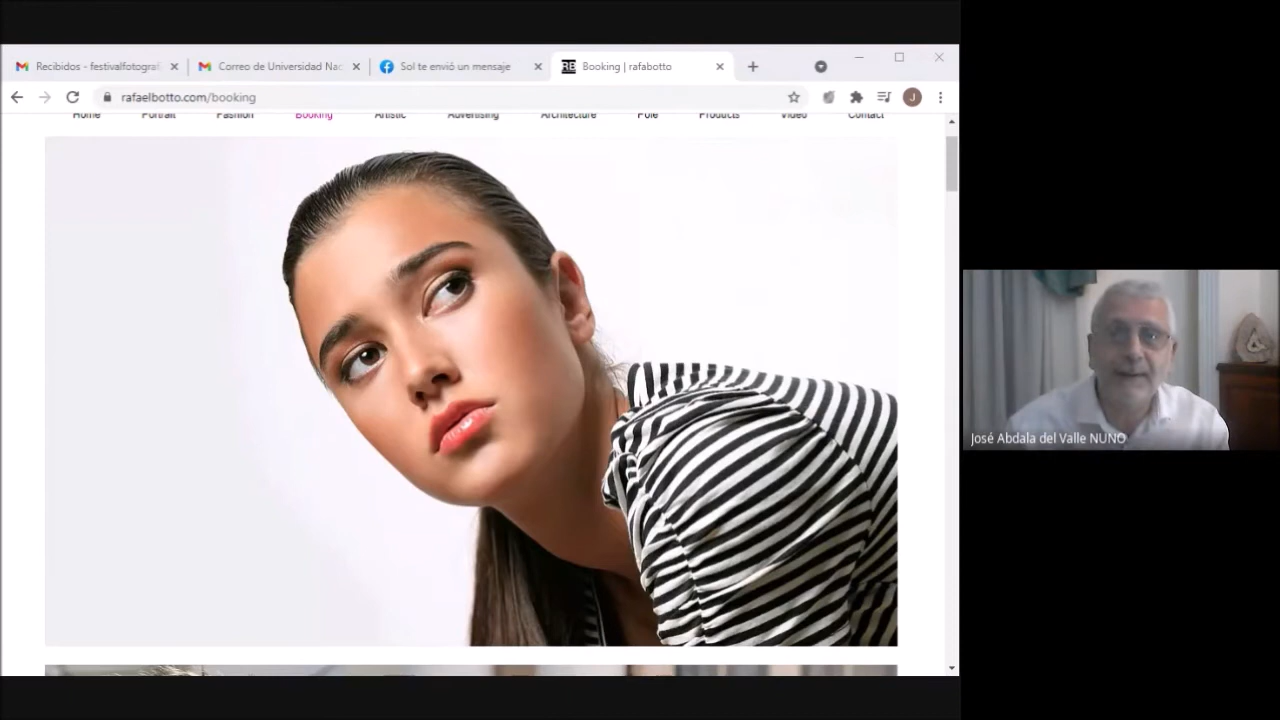 Recibidos - festivalfotograf
Correo de Universidad Nac
Sol te envió un mensaje
RB
Booking | rafabotto
rafaelbotto.com/booking
J
Home Portrait Fashion Booking Artistic Advertising Architecture Pole Products Video Contact
José Abdala del Valle NUNO